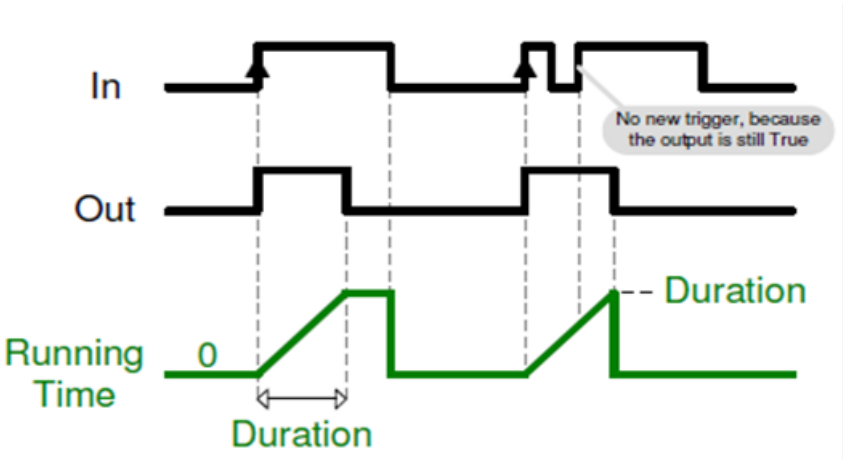 In
No new trigger, because
the output is still True
Out
Duration
0
Running
Time
Duration